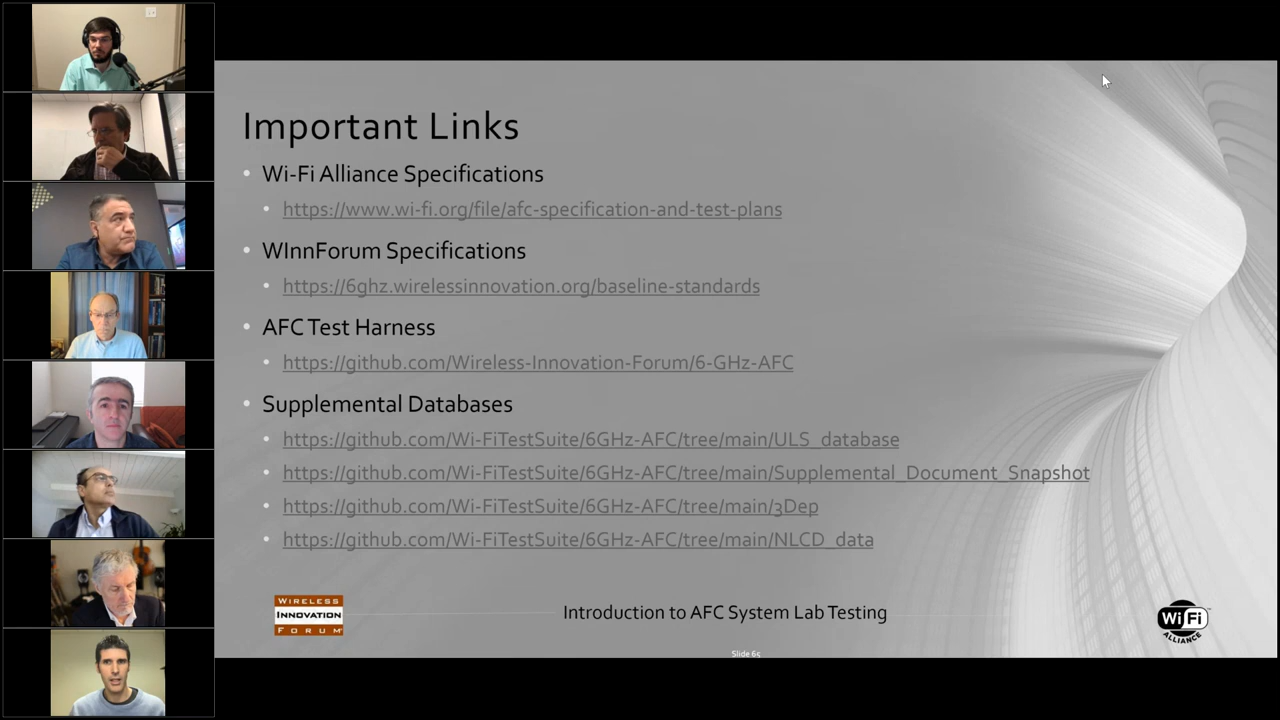 Important Links
• Wi-Fi Alliance Specifications
• https://www.wi-fi.org/file/afc-specification-and-test-plans
• WInnForum Specifications
• https://6ghz.wirelessinnovation.org/baseline-standards
• AFC Test Harness
• https://github.com/Wireless-Innovation-Forum/6-GHz-AFC
• Supplemental Databases
• https://github.com/Wi-FiTestSuite/6GHz-AFC/tree/main/ULS_database
• https://github.com/Wi-FiTestSuite/6GHz-AFC/tree/main/Supplemental_Document_Snapshot
• https://github.com/Wi-FiTestSuite/6GHz-AFC/tree/main/3Dep
• https://github.com/Wi-FiTestSuite/6GHz-AFC/tree/main/NLCD_data
WIRELESS
INNOVATION
FORUM
Introduction to AFC System Lab Testing
Wi Fi
ALLIANCE
Slide 65